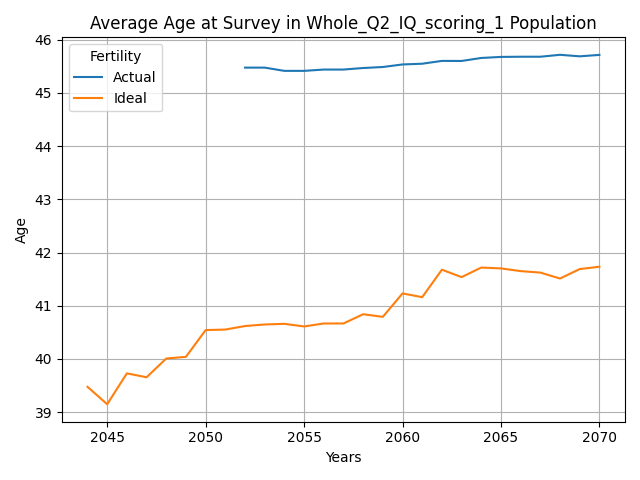 Average Age at Survey in Whole_Q2_IQ_scoring_1 Population
Fertility
Actual
Ideal
46
45
44
43
42
41
40
39
Age
2045 2050 2055 2060 2065 2070
Years